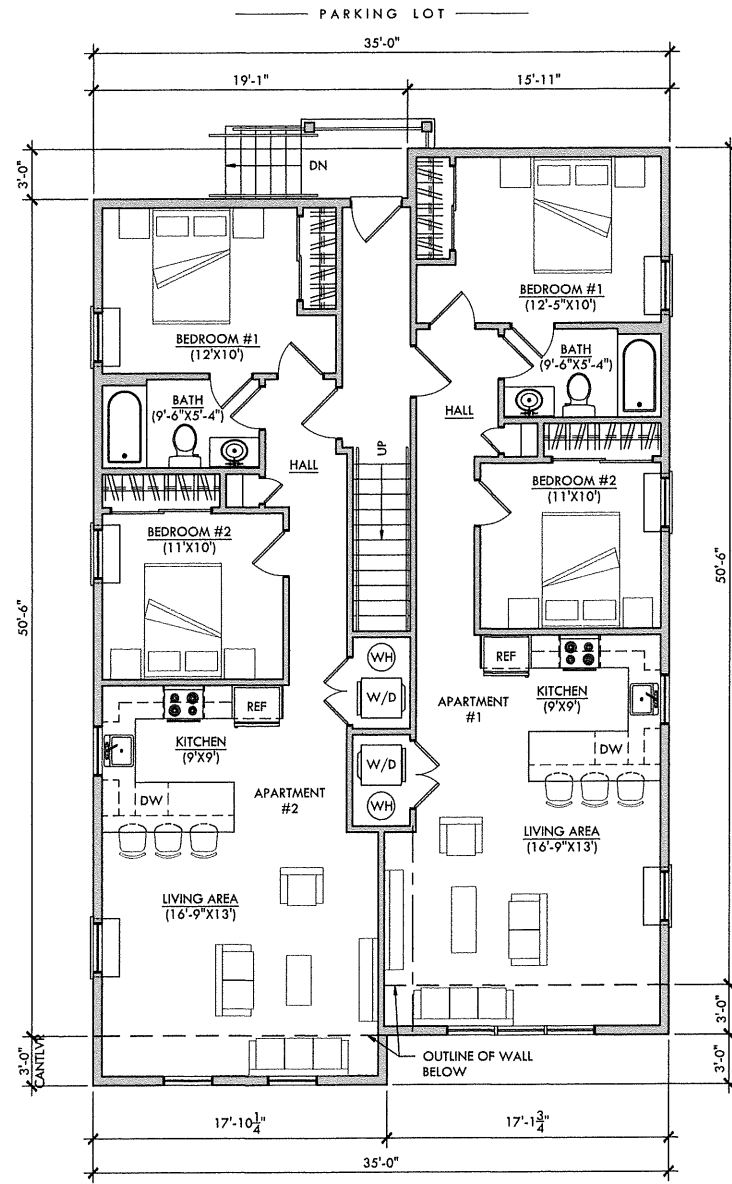 PARKING LOT
35'-0"
19'-1"
15'-11"
3'-0"
DN
BEDROOM #1
(12'-5"X10')
BEDROOM #1
(12'X10')
BATH
(9'-6"X5'-4")
BATH
(9'-6"X5'-4")
HALL
UP
HALL
BEDROOM #2
(11'X10')
BEDROOM #2
(11'X10')
50'-6"
50'-6"
WH
REF
W/D
KITCHEN
(9'X9')
APARTMENT
#1
REF
KITCHEN
(9'X9')
DW
W/D
DW
APARTMENT
#2
WH
LIVING AREA
(16'-9"X13')
LIVING AREA
(16'-9"X13')
3'-0"
3'-0"
CANTLVR
3'-0"
OUTLINE OF WALL
BELOW
17'-10 1/4"
17'-1 3/4"
35'-0"